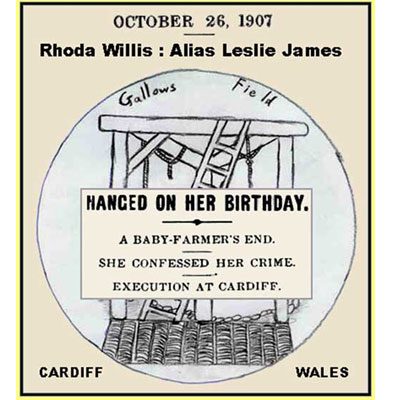 OCTOBER 26, 1907
Rhoda Willis : Alias Leslie James
Gallows Field
HANGED ON HER BIRTHDAY.
A BABY-FARMER'S END.
SHE CONFESSED HER CRIME.
EXECUTION AT CARDIFF.
CARDIFF WALES